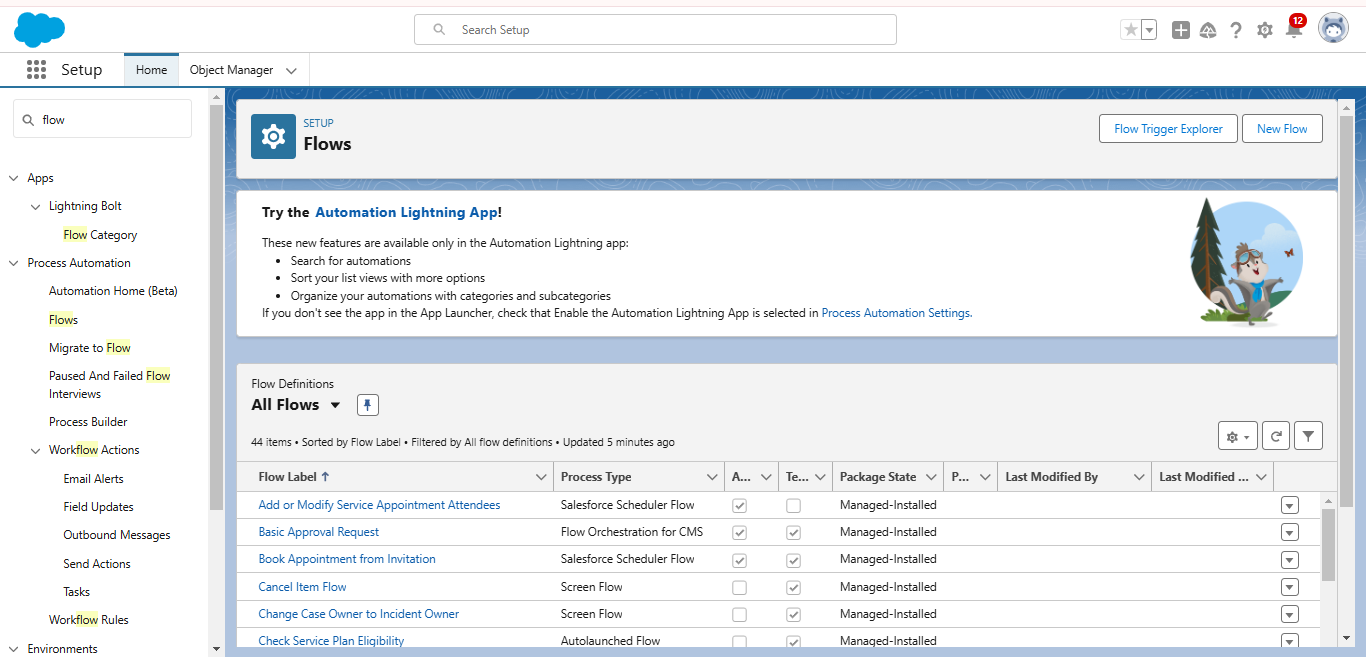 Search Setup
12
Setup
Home
Object Manager
flow
Apps
Lightning Bolt
Flow Category
Process Automation
Automation Home (Beta)
Flows
Migrate to Flow
Paused And Failed Flow
Interviews
Process Builder
Workflow Actions
Email Alerts
Field Updates
Outbound Messages
Send Actions
Tasks
Workflow Rules
Environments
SETUP
Flows
Flow Trigger Explorer
New Flow
Try the Automation Lightning App!
These new features are available only in the Automation Lightning app:
• Search for automations
• Sort your list views with more options
• Organize your automations with categories and subcategories
If you don't see the app in the App Launcher, check that Enable the Automation Lightning App is selected in Process Automation Settings.
Flow Definitions
All Flows
44 items • Sorted by Flow Label • Filtered by All flow definitions • Updated 5 minutes ago
Flow Label ↑ Process Type A... Te... Package State P... Last Modified By Last Modified ...
Add or Modify Service Appointment Attendees Salesforce Scheduler Flow Managed-Installed
Basic Approval Request Flow Orchestration for CMS Managed-Installed
Book Appointment from Invitation Salesforce Scheduler Flow Managed-Installed
Cancel Item Flow Screen Flow Managed-Installed
Change Case Owner to Incident Owner Screen Flow Managed-Installed
Check Service Plan Eligibility Autolaunched Flow Managed-Installed